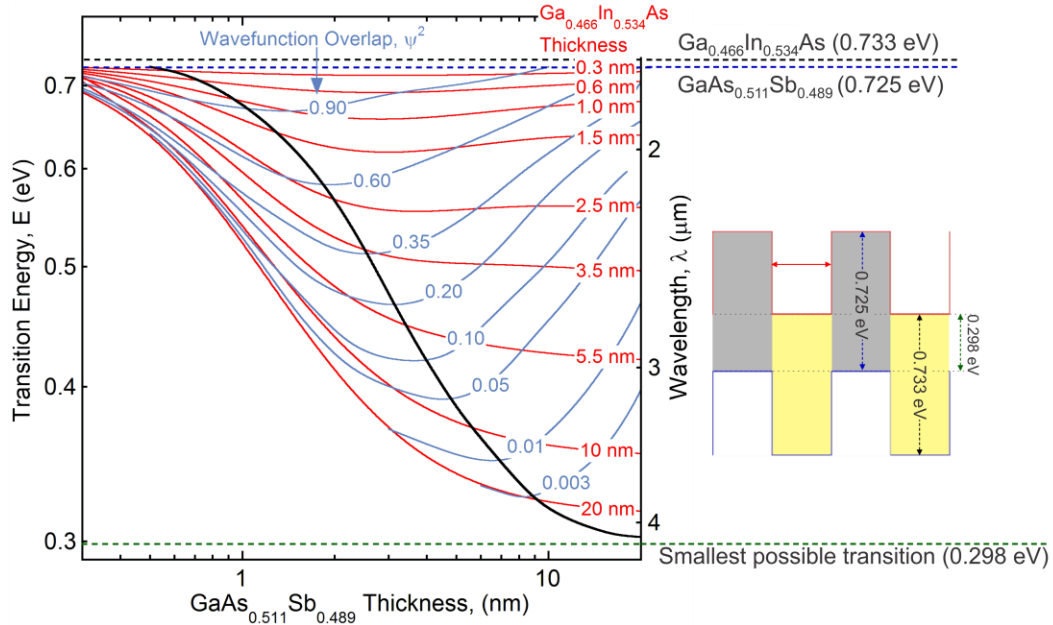 Transition Energy, E (eV)
0.7
0.6
0.5
0.4
0.3
1
10
GaAs0.511Sb0.489 Thickness, (nm)
Wavefunction Overlap, ψ²
0.90
0.60
0.35
0.20
0.10
0.05
0.01
0.003
Ga0.466In0.534As
Thickness
0.3 nm
0.6 nm
1.0 nm
1.5 nm
2.5 nm
3.5 nm
5.5 nm
10 nm
20 nm
2
3
4
Wavelength, λ (μm)
Ga0.466In0.534As (0.733 eV)
GaAs0.511Sb0.489 (0.725 eV)
0.725 eV
0.733 eV
0.298 eV
Smallest possible transition (0.298 eV)